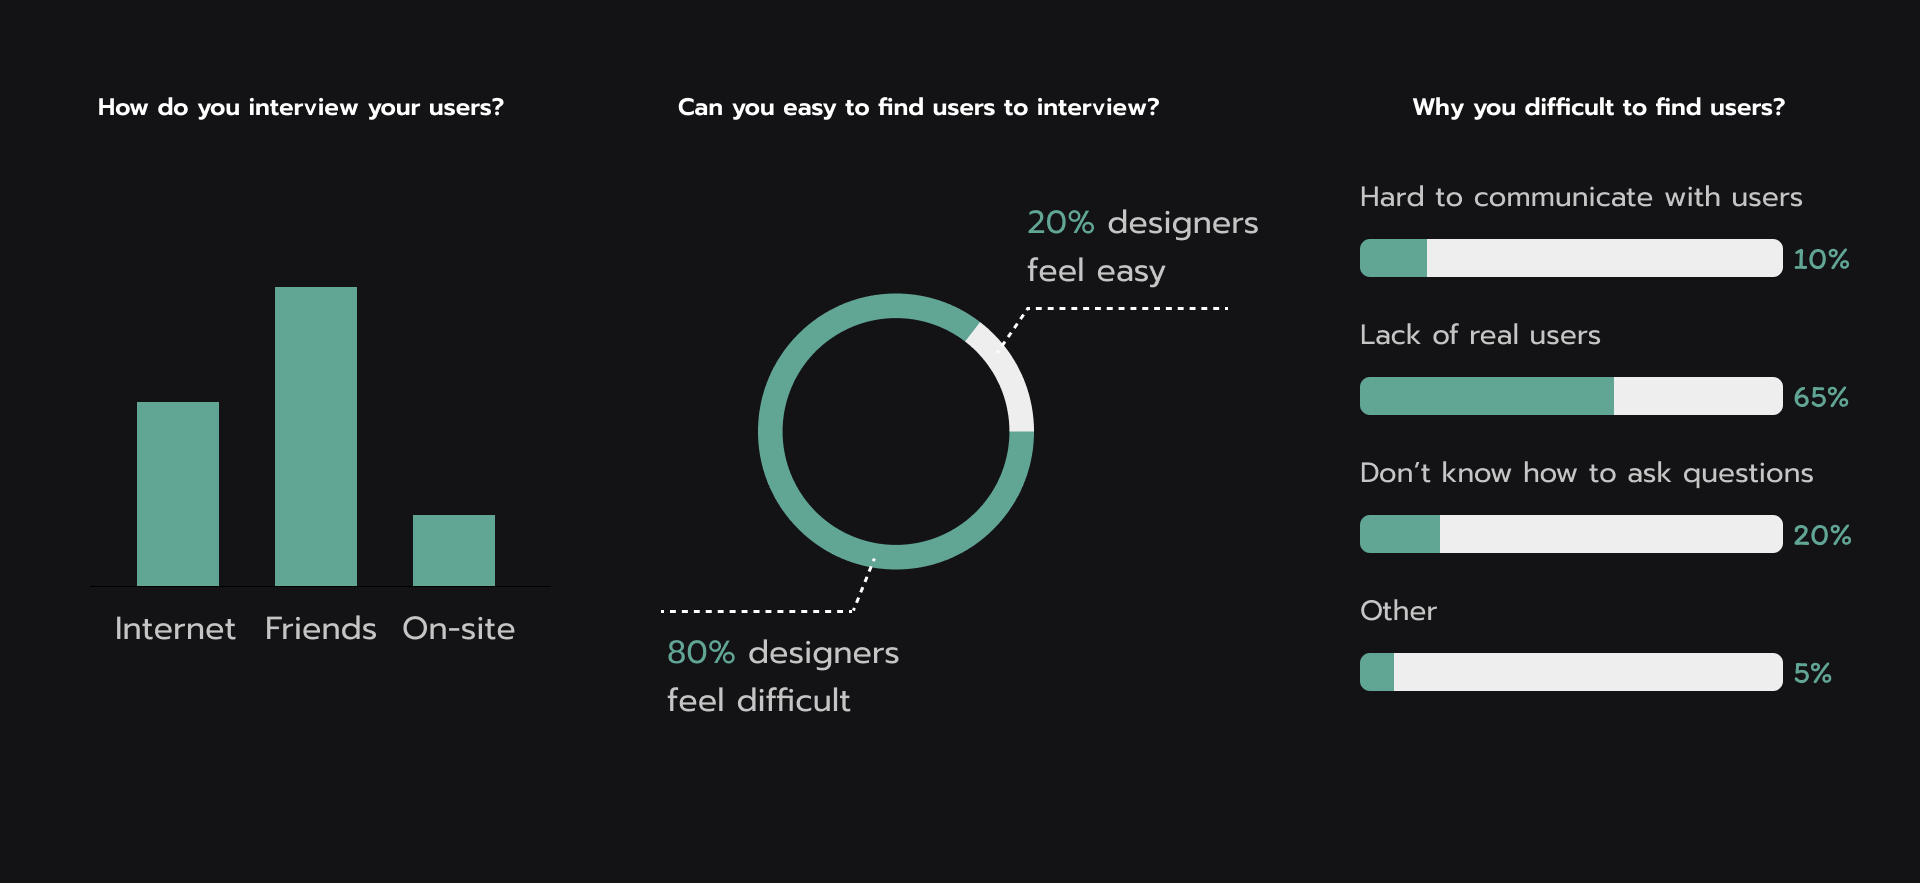 How do you interview your users?
Internet
Friends
On-site
Can you easy to find users to interview?
20% designers
feel easy
80% designers
feel difficult
Why you difficult to find users?
Hard to communicate with users
10%
Lack of real users
65%
Don’t know how to ask questions
20%
Other
5%